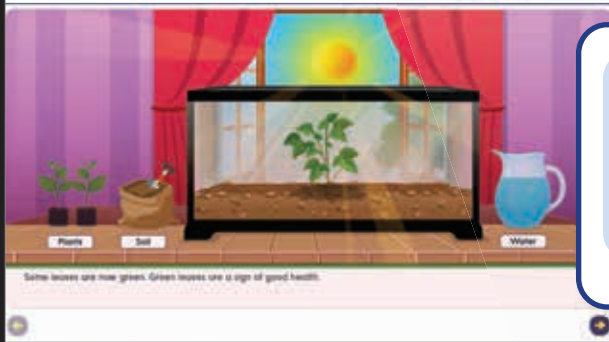 Plants
Soil
Water
Some leaves are now green. Green leaves are a sign of good health.